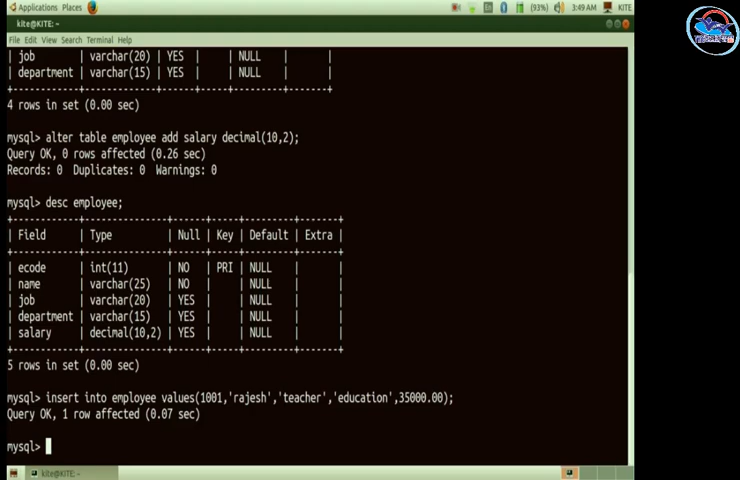 Applications Places En (93%) 3:49 AM KITE
kite@KITE: ~
File Edit View Search Terminal Help
| job | varchar(20) | YES | | NULL | |
| department | varchar(15) | YES | | NULL | |
+------------+---------------+------+-----+---------+-------+
4 rows in set (0.00 sec)
mysql> alter table employee add salary decimal(10,2);
Query OK, 0 rows affected (0.26 sec)
Records: 0 Duplicates: 0 Warnings: 0
mysql> desc employee;
+------------+---------------+------+-----+---------+-------+
| Field | Type | Null | Key | Default | Extra |
+------------+---------------+------+-----+---------+-------+
| ecode | int(11) | NO | PRI | NULL | |
| name | varchar(25) | NO | | NULL | |
| job | varchar(20) | YES | | NULL | |
| department | varchar(15) | YES | | NULL | |
| salary | decimal(10,2) | YES | | NULL | |
+------------+---------------+------+-----+---------+-------+
5 rows in set (0.00 sec)
mysql> insert into employee values(1001,'rajesh','teacher','education',35000.00);
Query OK, 1 row affected (0.07 sec)
mysql>
kite@KITE: ~